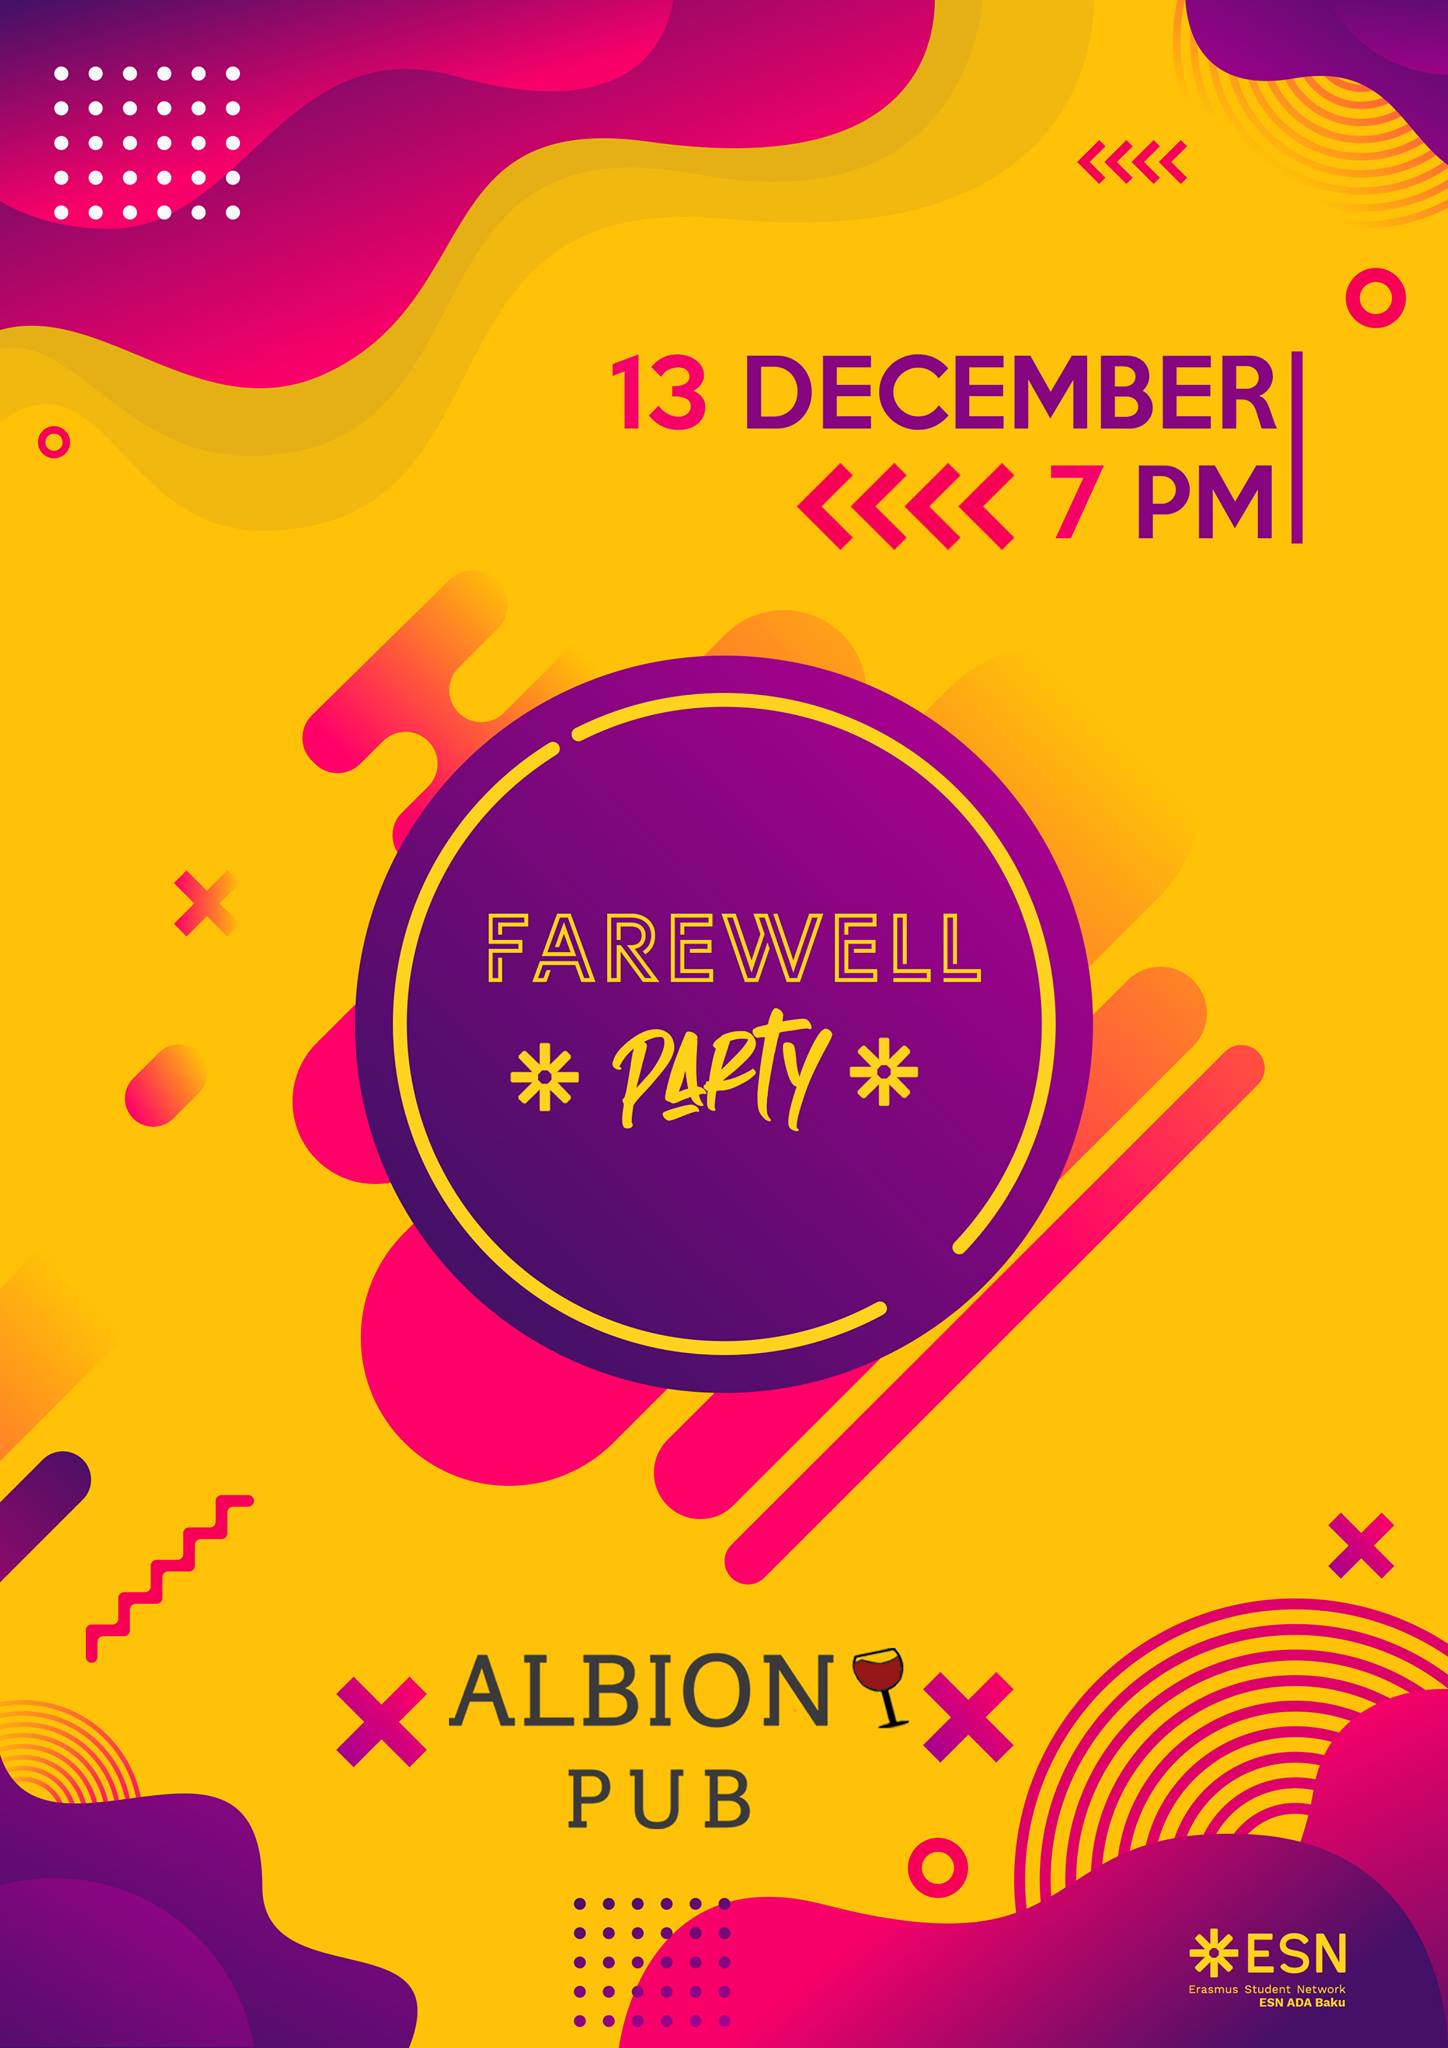 13 DECEMBER
7 PM
FAREWELL
PARTY
ALBION
PUB
ESN
Erasmus Student Network
ESN ADA Baku